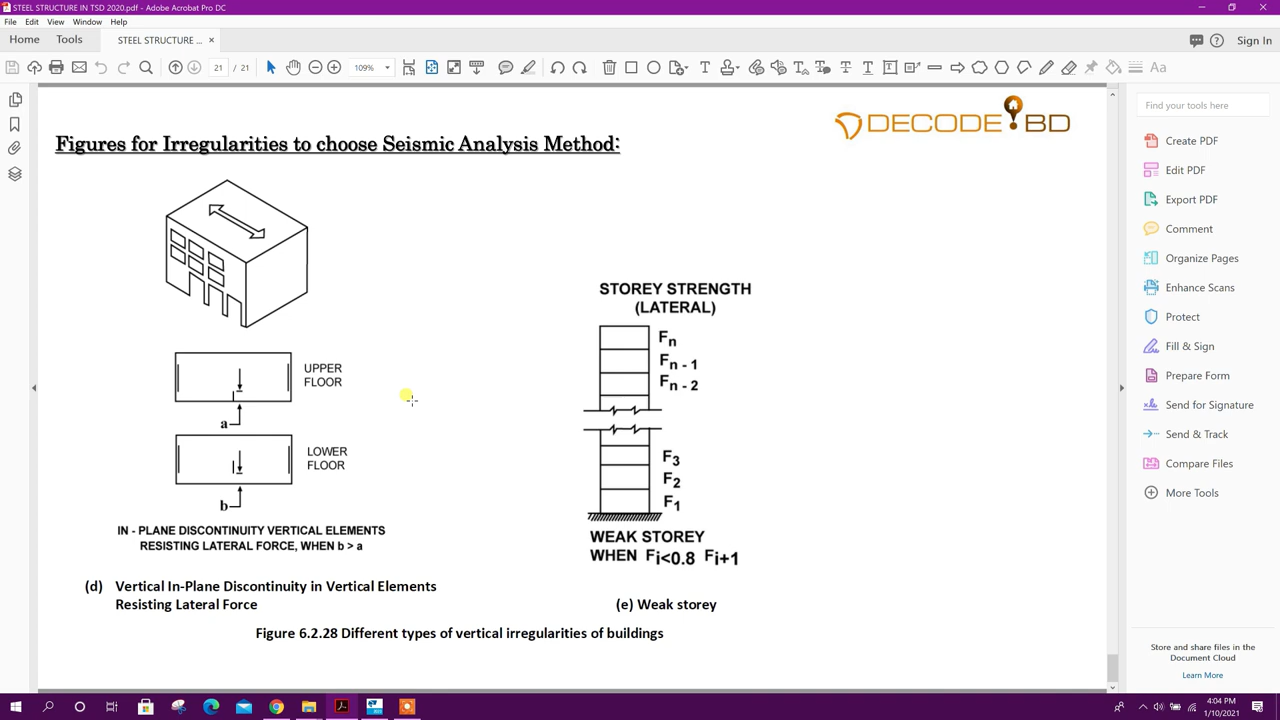 STEEL STRUCTURE IN TSD 2020.pdf - Adobe Acrobat Pro DC
File Edit View Window Help
Home Tools STEEL STRUCTURE ... × Sign In
21 / 21 109% Aa
Find your tools here
Create PDF
Edit PDF
Export PDF
Comment
Organize Pages
Enhance Scans
Protect
Fill & Sign
Prepare Form
Send for Signature
Send & Track
Compare Files
More Tools
Store and share files in the
Document Cloud
Learn More
DECODE BD
Figures for Irregularities to choose Seismic Analysis Method:
UPPER
FLOOR
a
LOWER
FLOOR
b
IN - PLANE DISCONTINUITY VERTICAL ELEMENTS
RESISTING LATERAL FORCE, WHEN b > a
(d) Vertical In-Plane Discontinuity in Vertical Elements
Resisting Lateral Force
STOREY STRENGTH
(LATERAL)
Fn
Fn - 1
Fn - 2
F3
F2
F1
WEAK STOREY
WHEN Fi<0.8 Fi+1
(e) Weak storey
Figure 6.2.28 Different types of vertical irregularities of buildings
4:04 PM
1/10/2021